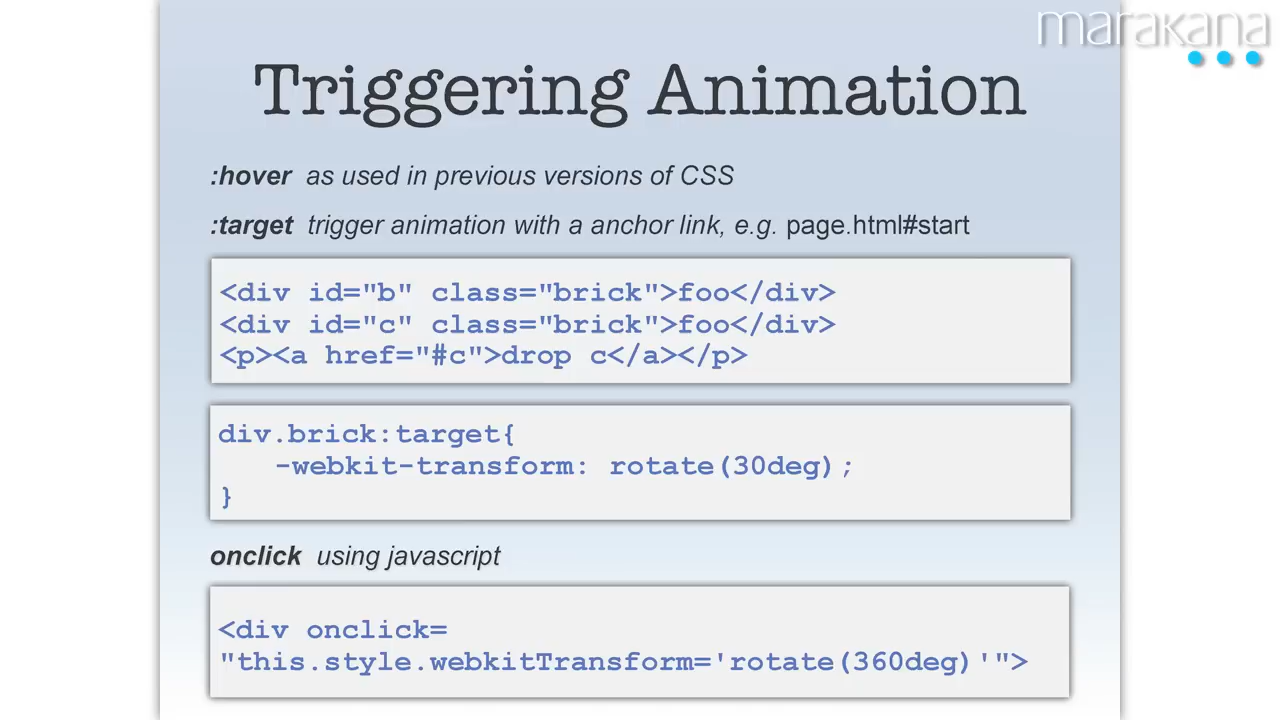 marakana
Triggering Animation
:hover as used in previous versions of CSS
:target trigger animation with a anchor link, e.g. page.html#start
<div id="b" class="brick">foo</div>
<div id="c" class="brick">foo</div>
<p><a href="#c">drop c</a></p>
div.brick:target{
-webkit-transform: rotate(30deg);
}
onclick using javascript
<div onclick=
"this.style.webkitTransform='rotate(360deg)'">